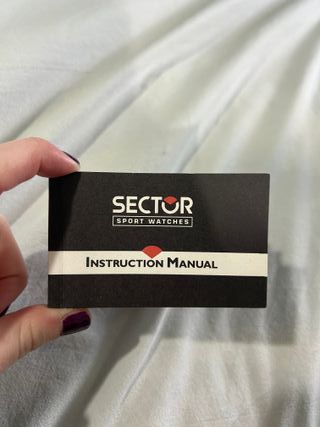 SECTOR
SPORT WATCHES
INSTRUCTION MANUAL